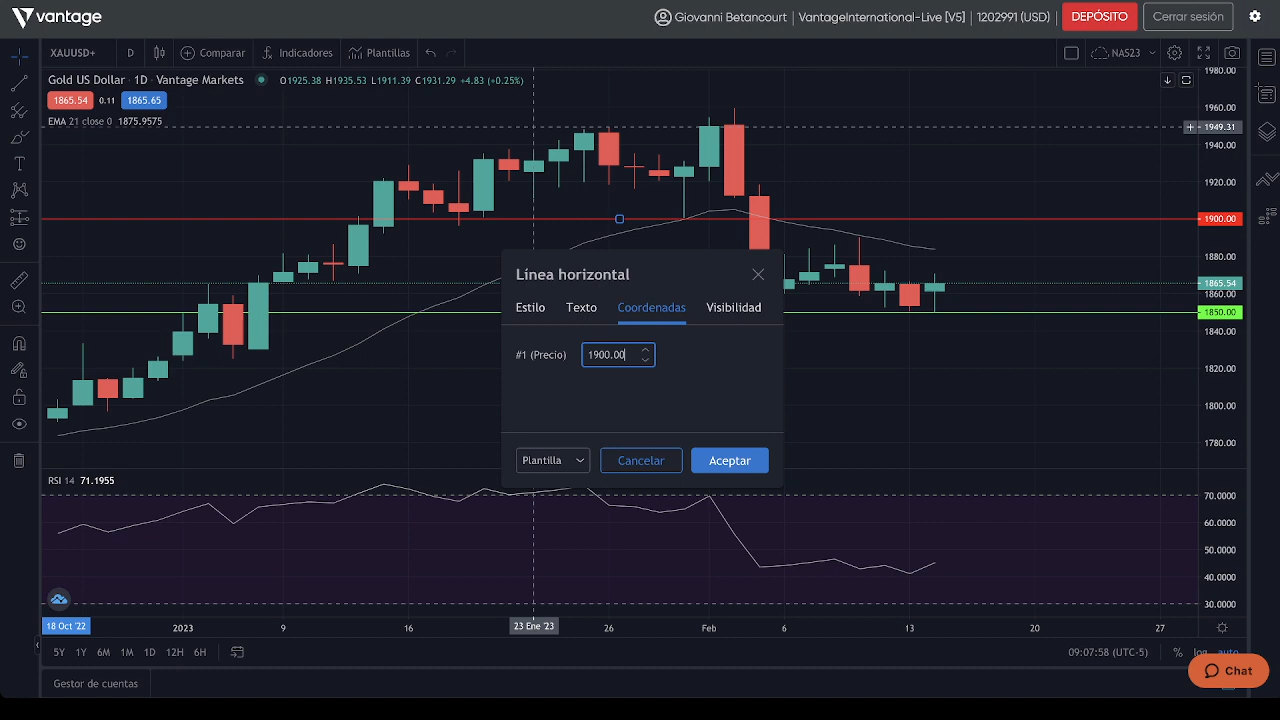 vantage
Giovanni Betancourt | VantageInternational-Live [V5] | 1202991 (USD)
DEPÓSITO
Cerrar sesión
XAUUSD+
D
Comparar
Indicadores
Plantillas
NAS23
Gold US Dollar · 1D · Vantage Markets
O1925.38 H1935.53 L1911.39 C1931.29 +4.83 (+0.25%)
1865.54
0.11
1865.65
EMA 21 close 0 1875.9575
1980.00
1960.00
1949.31
1940.00
1920.00
1900.00
1880.00
1865.54
1860.00
1850.00
1840.00
1820.00
1800.00
1780.00
Línea horizontal
Estilo
Texto
Coordenadas
Visibilidad
#1 (Precio)
1900.00
Plantilla
Cancelar
Aceptar
RSI 14 71.1955
70.0000
60.0000
50.0000
40.0000
30.0000
18 Oct '22
2023
9
16
23 Ene '23
26
Feb
6
13
20
27
5Y
1Y
6M
1M
1D
12H
6H
09:07:58 (UTC-5)
%
log
auto
Chat
Gestor de cuentas